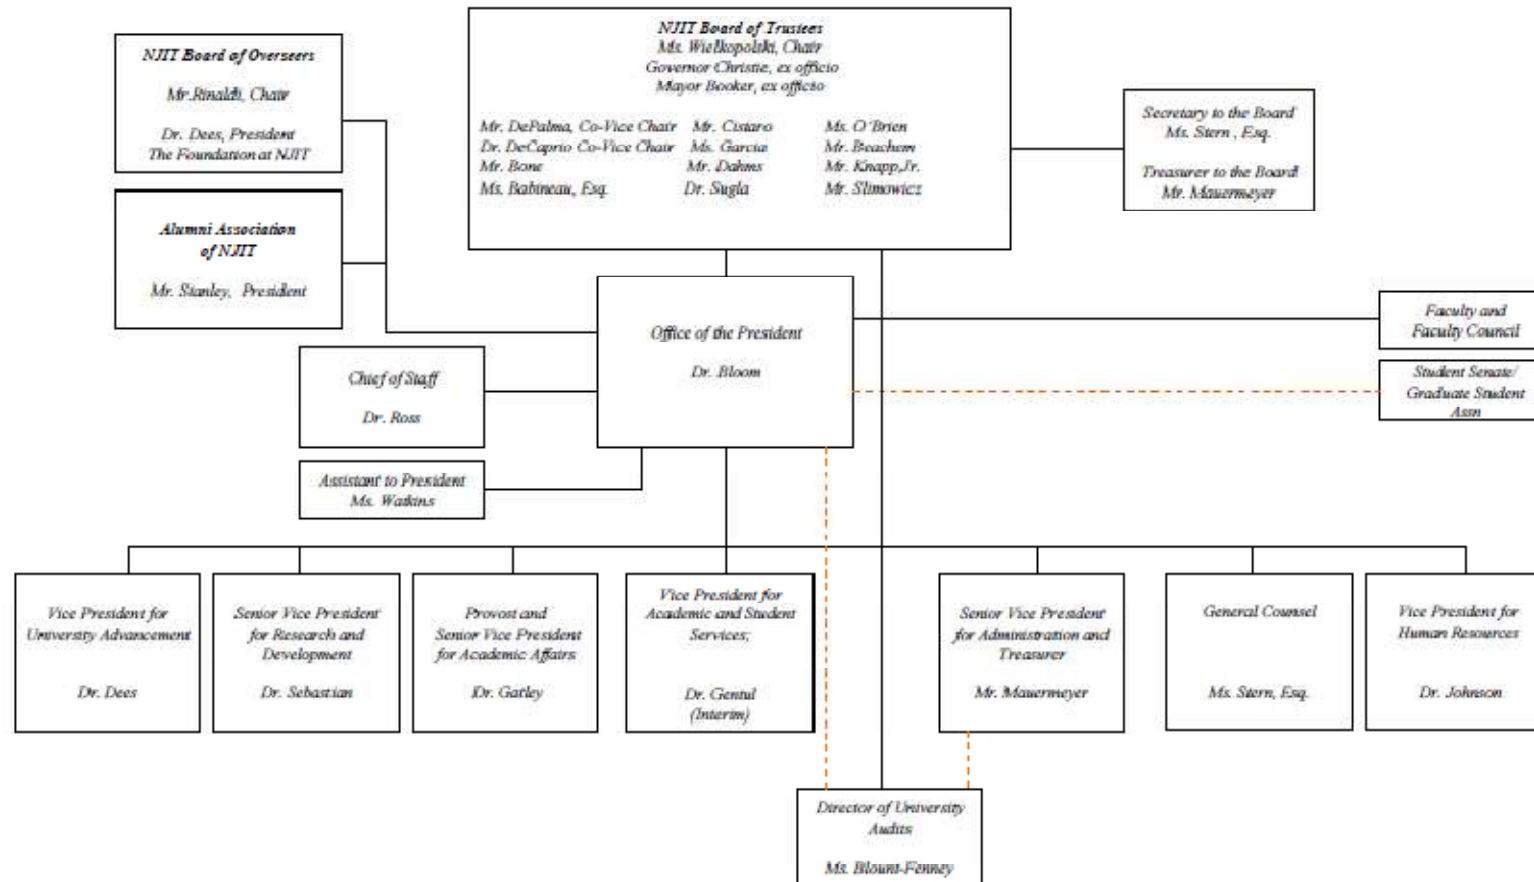 NJIT Board of Trustees
Ms. Wielkopolski, Chair
Governor Christie, ex officio
Mayor Booker, ex officio
Mr. DePalma, Co-Vice Chair Mr. Cistaro Ms. O'Brien
Dr. DeCaprio Co-Vice Chair Ms. Garcia Mr. Beachem
Mr. Bone Mr. Dahms Mr. Knapp,Jr.
Ms. Babineau, Esq. Dr. Sugla Mr. Slimowicz
NJIT Board of Overseers
Mr.Rinaldi, Chair
Dr. Dees, President
The Foundation at NJIT
Secretary to the Board
Ms. Stern , Esq.
Treasurer to the Board
Mr. Mauermeyer
Alumni Association
of NJIT
Mr. Stanley, President
Office of the President
Dr. Bloom
Faculty and
Faculty Council
Chief of Staff
Dr. Ross
Student Senate/
Graduate Student
Assn
Assistant to President
Ms. Watkins
Vice President for
University Advancement
Dr. Dees
Senior Vice President
for Research and
Development
Dr. Sebastian
Provost and
Senior Vice President
for Academic Affairs
Dr. Gatley
Vice President for
Academic and Student
Services;
Dr. Gentul
(Interim)
Senior Vice President
for Administration and
Treasurer
Mr. Mauermeyer
General Counsel
Ms. Stern, Esq.
Vice President for
Human Resources
Dr. Johnson
Director of University
Audits
Ms. Blount-Fenney